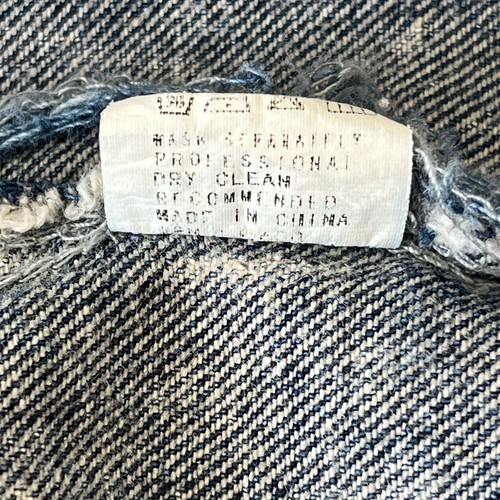 WASH SEPARATELY
PROFESSIONAL
DRY CLEAN
RECOMMENDED
MADE IN CHINA